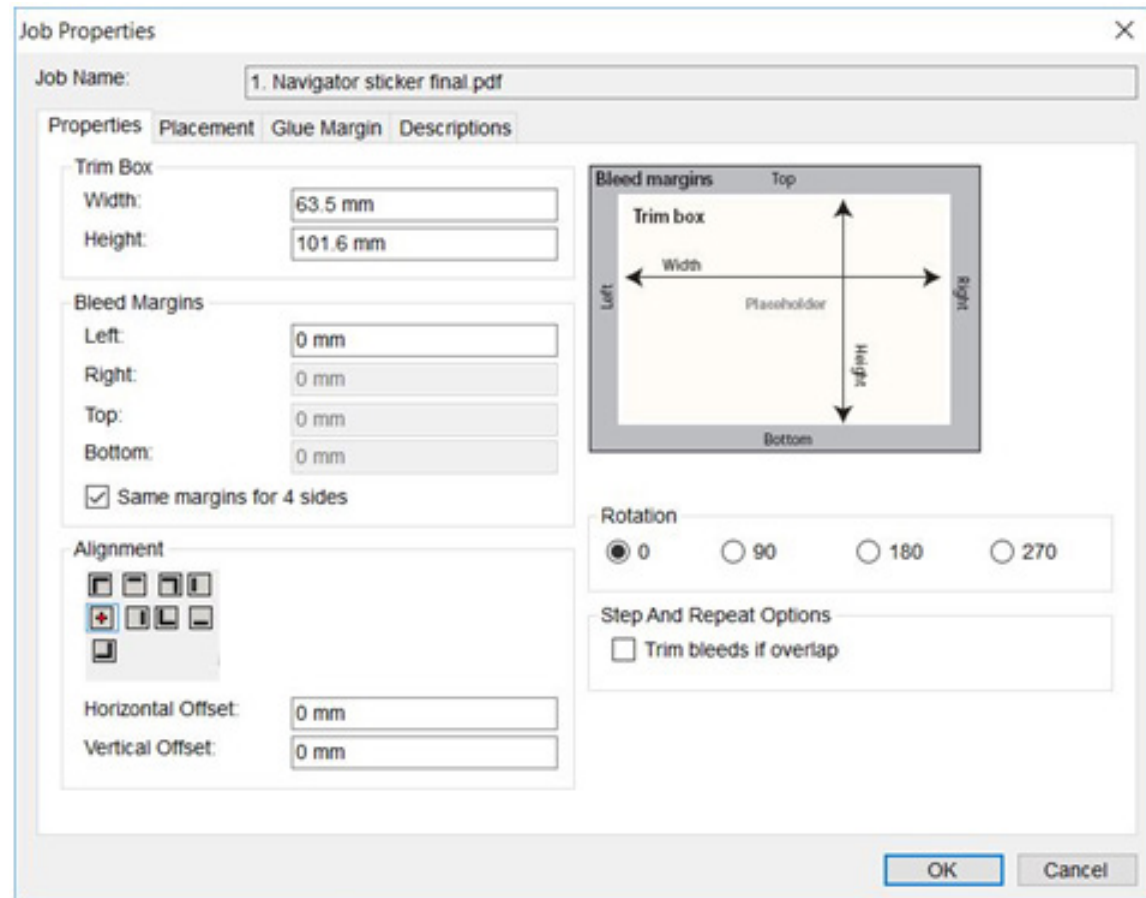 Job Properties
Job Name: 1. Navigator sticker final.pdf
Properties Placement Glue Margin Descriptions
Trim Box
Width: 63.5 mm
Height: 101.6 mm
Bleed Margins
Left: 0 mm
Right: 0 mm
Top: 0 mm
Bottom: 0 mm
Same margins for 4 sides
Alignment
Horizontal Offset: 0 mm
Vertical Offset: 0 mm
Bleed margins Top
Trim box
Width
Left
Placeholder
Right
Height
Bottom
Rotation
0 90 180 270
Step And Repeat Options
Trim bleeds if overlap
OK Cancel